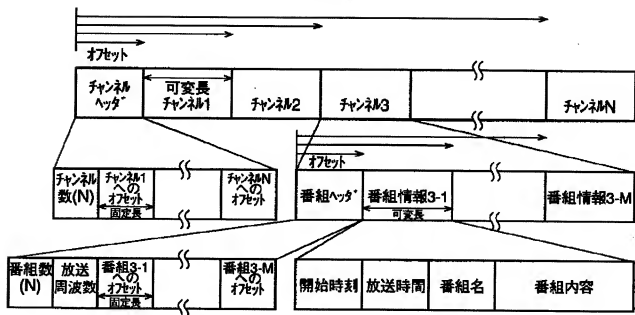 オフセット
チャンネル
ヘッダ
可変長
チャンネル1
チャンネル2
チャンネル3
チャンネルN
オフセット
チャンネル
数(N)
チャンネル1
への
オフセット
固定長
チャンネルN
への
オフセット
番組ヘッダ
番組情報3-1
可変長
番組情報3-M
番組数
(N)
放送
周波数
番組3-1
への
オフセット
固定長
番組3-M
への
オフセット
開始時刻
放送時間
番組名
番組内容